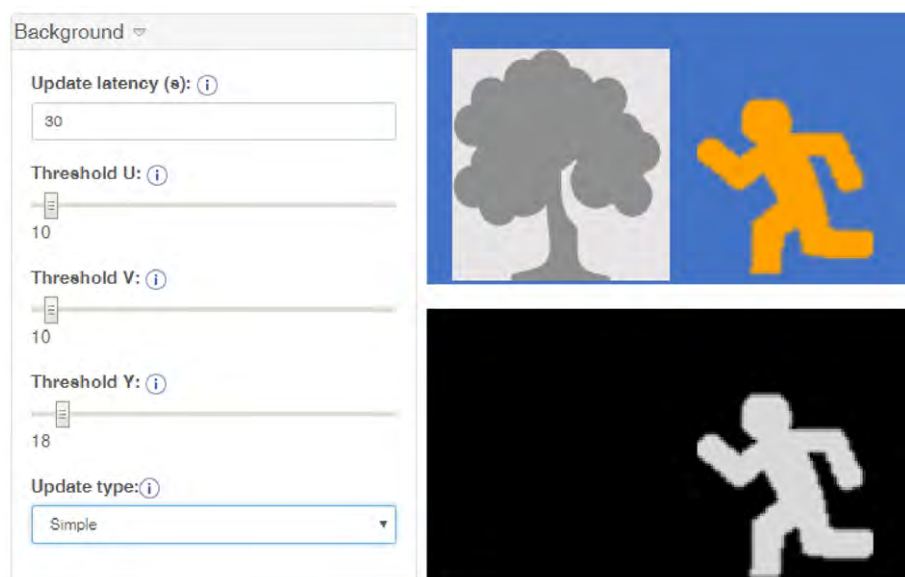 Background
Update latency (s):
30
Threshold U:
10
Threshold V:
10
Threshold Y:
18
Update type:
Simple